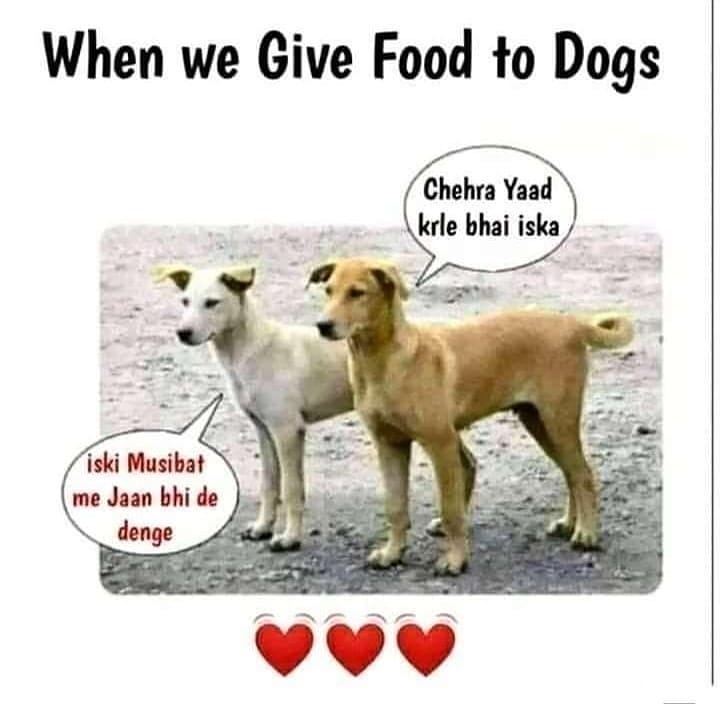 When we Give Food to Dogs
Chehra Yaad
krle bhai iska
iski Musibat
me Jaan bhi de
denge